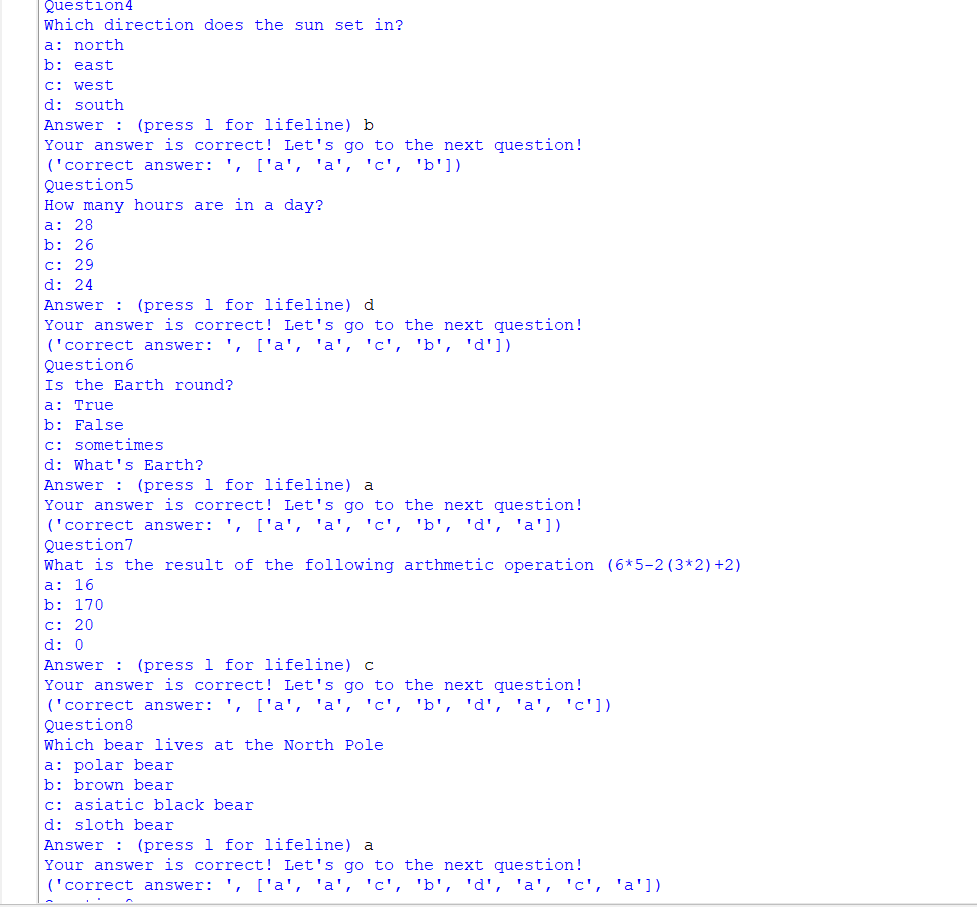 Question4
Which direction does the sun set in?
a: north
b: east
c: west
d: south
Answer : (press l for lifeline) b
Your answer is correct! Let's go to the next question!
('correct answer: ', ['a', 'a', 'c', 'b'])
Question5
How many hours are in a day?
a: 28
b: 26
c: 29
d: 24
Answer : (press l for lifeline) d
Your answer is correct! Let's go to the next question!
('correct answer: ', ['a', 'a', 'c', 'b', 'd'])
Question6
Is the Earth round?
a: True
b: False
c: sometimes
d: What's Earth?
Answer : (press l for lifeline) a
Your answer is correct! Let's go to the next question!
('correct answer: ', ['a', 'a', 'c', 'b', 'd', 'a'])
Question7
What is the result of the following arthmetic operation (6*5-2(3*2)+2)
a: 16
b: 170
c: 20
d: 0
Answer : (press l for lifeline) c
Your answer is correct! Let's go to the next question!
('correct answer: ', ['a', 'a', 'c', 'b', 'd', 'a', 'c'])
Question8
Which bear lives at the North Pole
a: polar bear
b: brown bear
c: asiatic black bear
d: sloth bear
Answer : (press l for lifeline) a
Your answer is correct! Let's go to the next question!
('correct answer: ', ['a', 'a', 'c', 'b', 'd', 'a', 'c', 'a'])